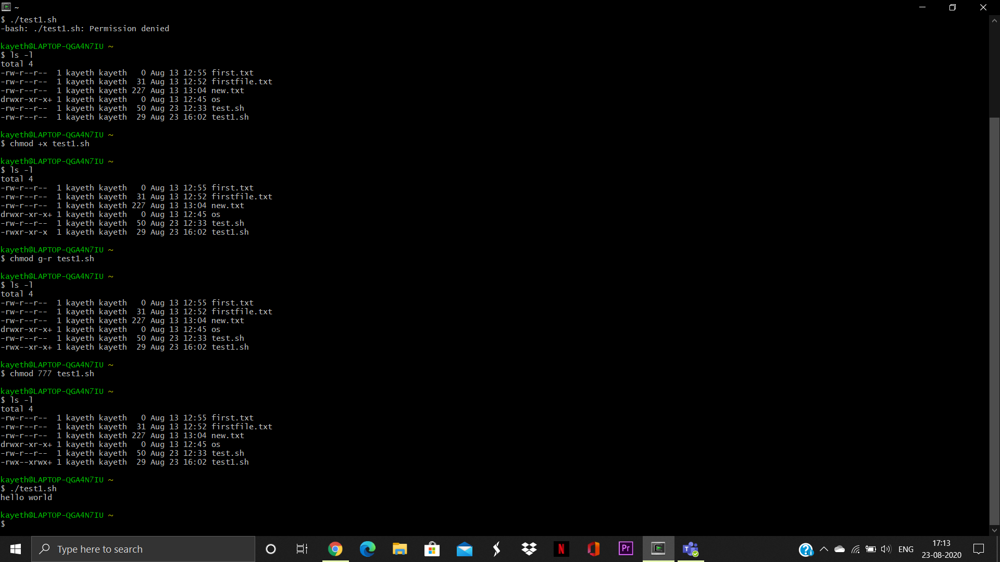 ~
$ ./test1.sh
-bash: ./test1.sh: Permission denied
kayeth@LAPTOP-QGA4N7IU ~
$ ls -l
total 4
-rw-r--r--  1 kayeth kayeth   0 Aug 13 12:55 first.txt
-rw-r--r--  1 kayeth kayeth  31 Aug 13 12:52 firstfile.txt
-rw-r--r--  1 kayeth kayeth 227 Aug 13 13:04 new.txt
drwxr-xr-x+ 1 kayeth kayeth   0 Aug 13 12:45 os
-rw-r--r--  1 kayeth kayeth  50 Aug 23 12:33 test.sh
-rw-r--r--  1 kayeth kayeth  29 Aug 23 16:02 test1.sh
kayeth@LAPTOP-QGA4N7IU ~
$ chmod +x test1.sh
kayeth@LAPTOP-QGA4N7IU ~
$ ls -l
total 4
-rw-r--r--  1 kayeth kayeth   0 Aug 13 12:55 first.txt
-rw-r--r--  1 kayeth kayeth  31 Aug 13 12:52 firstfile.txt
-rw-r--r--  1 kayeth kayeth 227 Aug 13 13:04 new.txt
drwxr-xr-x+ 1 kayeth kayeth   0 Aug 13 12:45 os
-rw-r--r--  1 kayeth kayeth  50 Aug 23 12:33 test.sh
-rwxr-xr-x  1 kayeth kayeth  29 Aug 23 16:02 test1.sh
kayeth@LAPTOP-QGA4N7IU ~
$ chmod g-r test1.sh
kayeth@LAPTOP-QGA4N7IU ~
$ ls -l
total 4
-rw-r--r--  1 kayeth kayeth   0 Aug 13 12:55 first.txt
-rw-r--r--  1 kayeth kayeth  31 Aug 13 12:52 firstfile.txt
-rw-r--r--  1 kayeth kayeth 227 Aug 13 13:04 new.txt
drwxr-xr-x+ 1 kayeth kayeth   0 Aug 13 12:45 os
-rw-r--r--  1 kayeth kayeth  50 Aug 23 12:33 test.sh
-rwx--xr-x+ 1 kayeth kayeth  29 Aug 23 16:02 test1.sh
kayeth@LAPTOP-QGA4N7IU ~
$ chmod 777 test1.sh
kayeth@LAPTOP-QGA4N7IU ~
$ ls -l
total 4
-rw-r--r--  1 kayeth kayeth   0 Aug 13 12:55 first.txt
-rw-r--r--  1 kayeth kayeth  31 Aug 13 12:52 firstfile.txt
-rw-r--r--  1 kayeth kayeth 227 Aug 13 13:04 new.txt
drwxr-xr-x+ 1 kayeth kayeth   0 Aug 13 12:45 os
-rw-r--r--  1 kayeth kayeth  50 Aug 23 12:33 test.sh
-rwx--xrwx+ 1 kayeth kayeth  29 Aug 23 16:02 test1.sh
kayeth@LAPTOP-QGA4N7IU ~
$ ./test1.sh
hello world
kayeth@LAPTOP-QGA4N7IU ~
$
Type here to search
N
Pr
T
ENG
17:13
23-08-2020